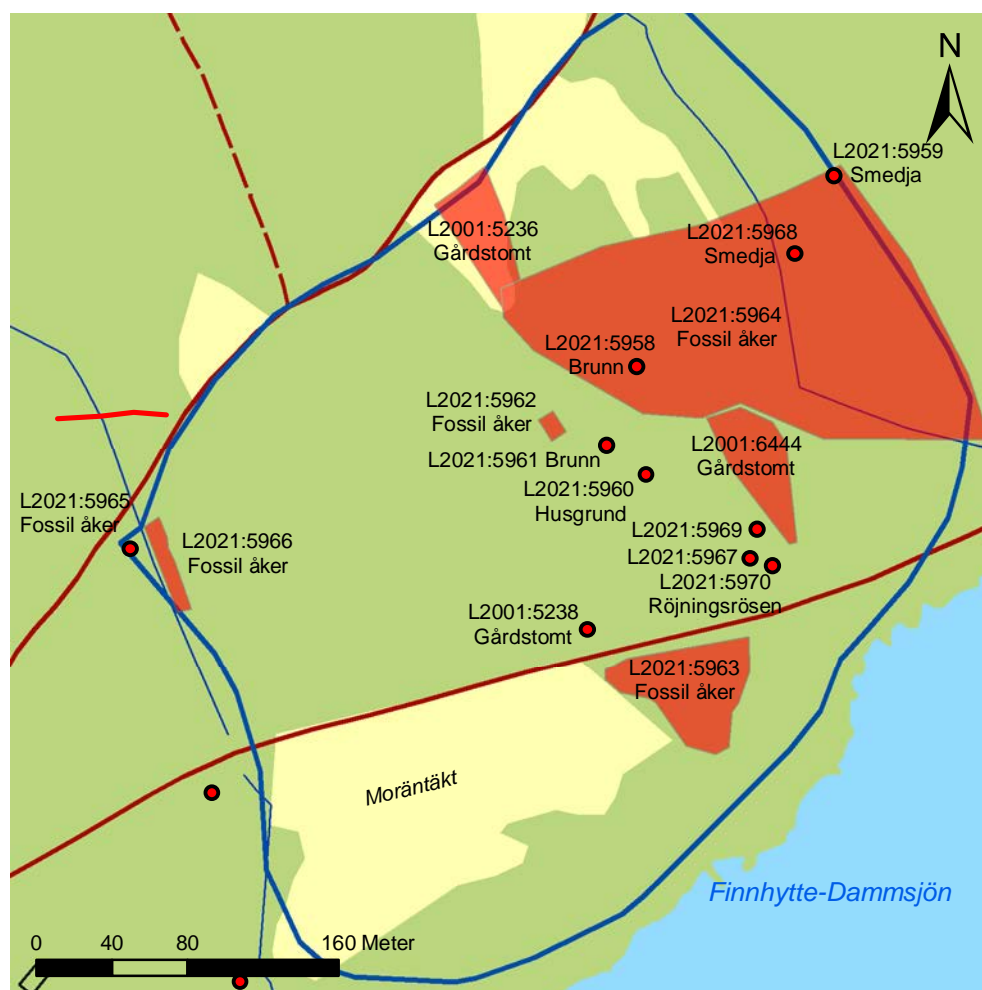 N
L2021:5959
Smedja
L2001:5236
Gårdstomt
L2021:5968
Smedja
L2021:5964
Fossil åker
L2021:5958
Brunn
L2021:5962
Fossil åker
L2021:5961 Brunn
L2001:6444
Gårdstomt
L2021:5960
Husgrund
L2021:5965
Fossil åker
L2021:5966
Fossil åker
L2021:5969
L2021:5967
L2021:5970
Röjningsrösen
L2001:5238
Gårdstomt
L2021:5963
Fossil åker
Moräntäkt
Finnhytte-Dammsjön
0 40 80 160 Meter